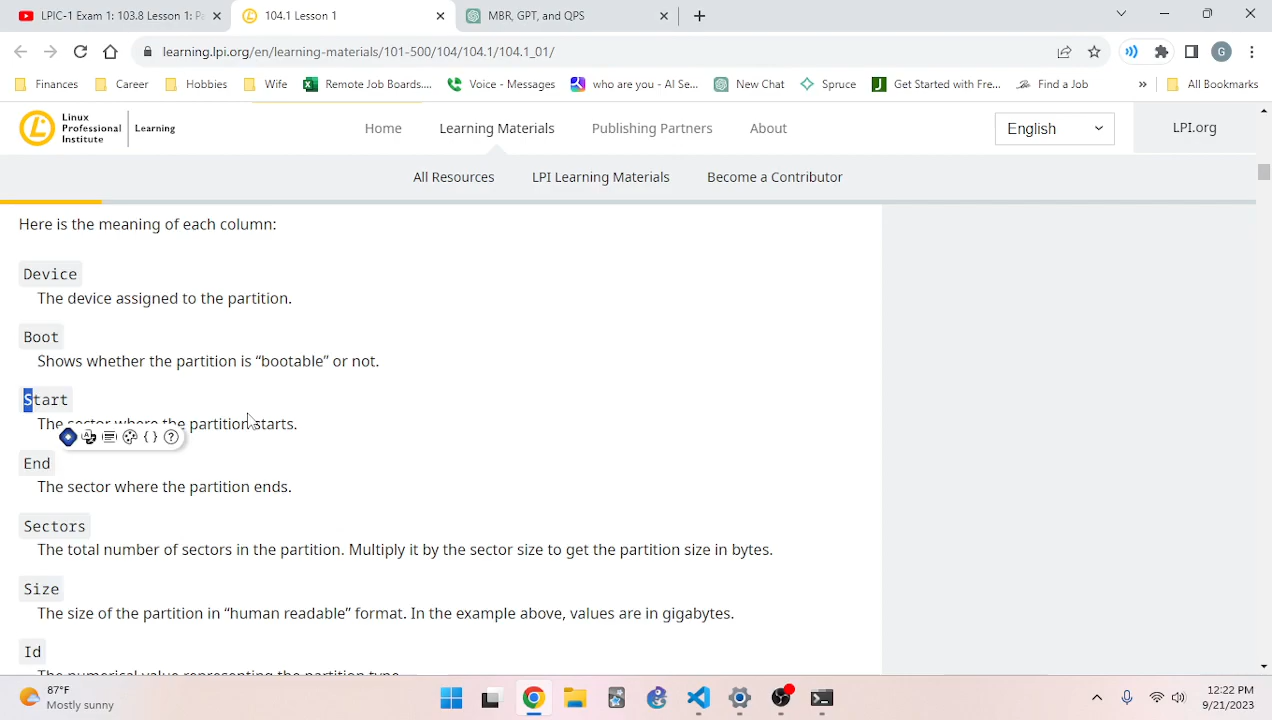 LPIC-1 Exam 1: 103.8 Lesson 1: Pa
104.1 Lesson 1
MBR, GPT, and QPS
learning.lpi.org/en/learning-materials/101-500/104/104.1/104.1_01/
G
Finances
Career
Hobbies
Wife
Remote Job Boards....
Voice - Messages
who are you - AI Se...
New Chat
Spruce
Get Started with Fre...
Find a Job
»
All Bookmarks
Linux
Professional
Institute
Learning
Home
Learning Materials
Publishing Partners
About
English
LPI.org
All Resources
LPI Learning Materials
Become a Contributor
Here is the meaning of each column:
Device
The device assigned to the partition.
Boot
Shows whether the partition is “bootable” or not.
Start
The sector where the partition starts.
End
The sector where the partition ends.
Sectors
The total number of sectors in the partition. Multiply it by the sector size to get the partition size in bytes.
Size
The size of the partition in “human readable” format. In the example above, values are in gigabytes.
Id
The numerical value representing the partition type.
87°F
Mostly sunny
12:22 PM
9/21/2023